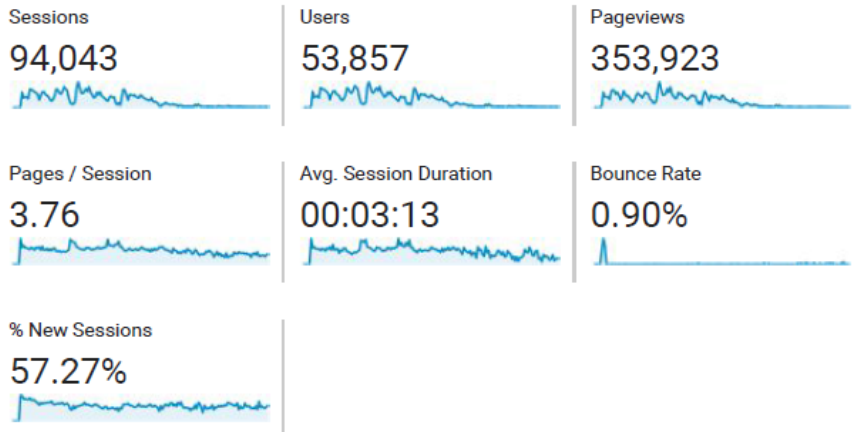 Sessions
94,043
Users
53,857
Pageviews
353,923
Pages / Session
3.76
Avg. Session Duration
00:03:13
Bounce Rate
0.90%
% New Sessions
57.27%